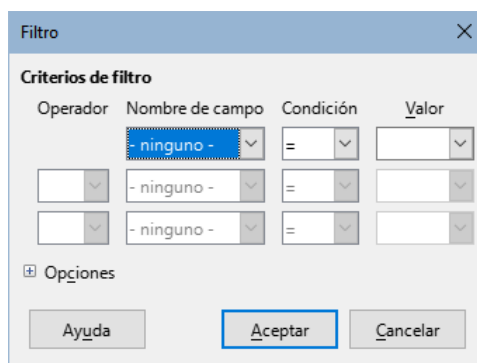 Filtro
Criterios de filtro
Operador Nombre de campo Condición Valor
- ninguno - =
- ninguno - =
- ninguno - =
Opciones
Ayuda Aceptar Cancelar